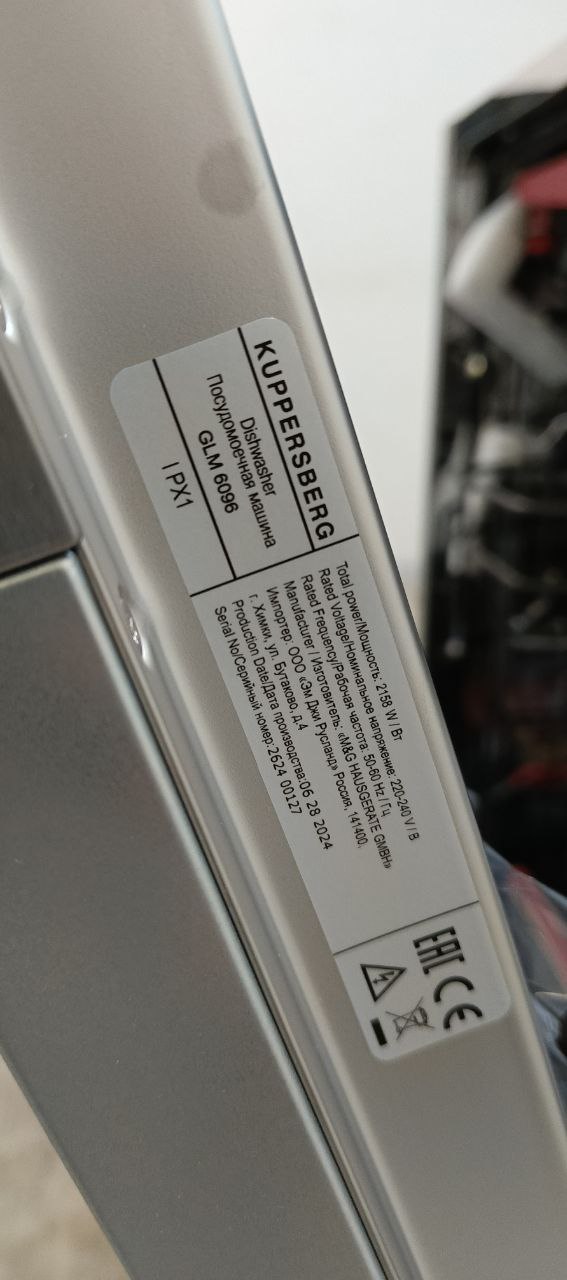 KUPPERSBERG
Dishwasher
Посудомоечная машина
GLM 6096
IPX1
Total power/Мощность: 2158 W / Вт
Rated Voltage/Номинальное напряжение: 220-240 V / В
Rated Frequency/Рабочая частота: 50-60 Hz / Гц
Manufacturer / Изготовитель: «M&G HAUSGERATE GMBH»
Импортер: ООО «Эм Джи Русланд» Россия, 141400,
г. Химки, ул. Бутаково, д.4
Production Date/Дата производства:06 28 2024
Serial No/Серийный номер:2624 00127
EAC CE